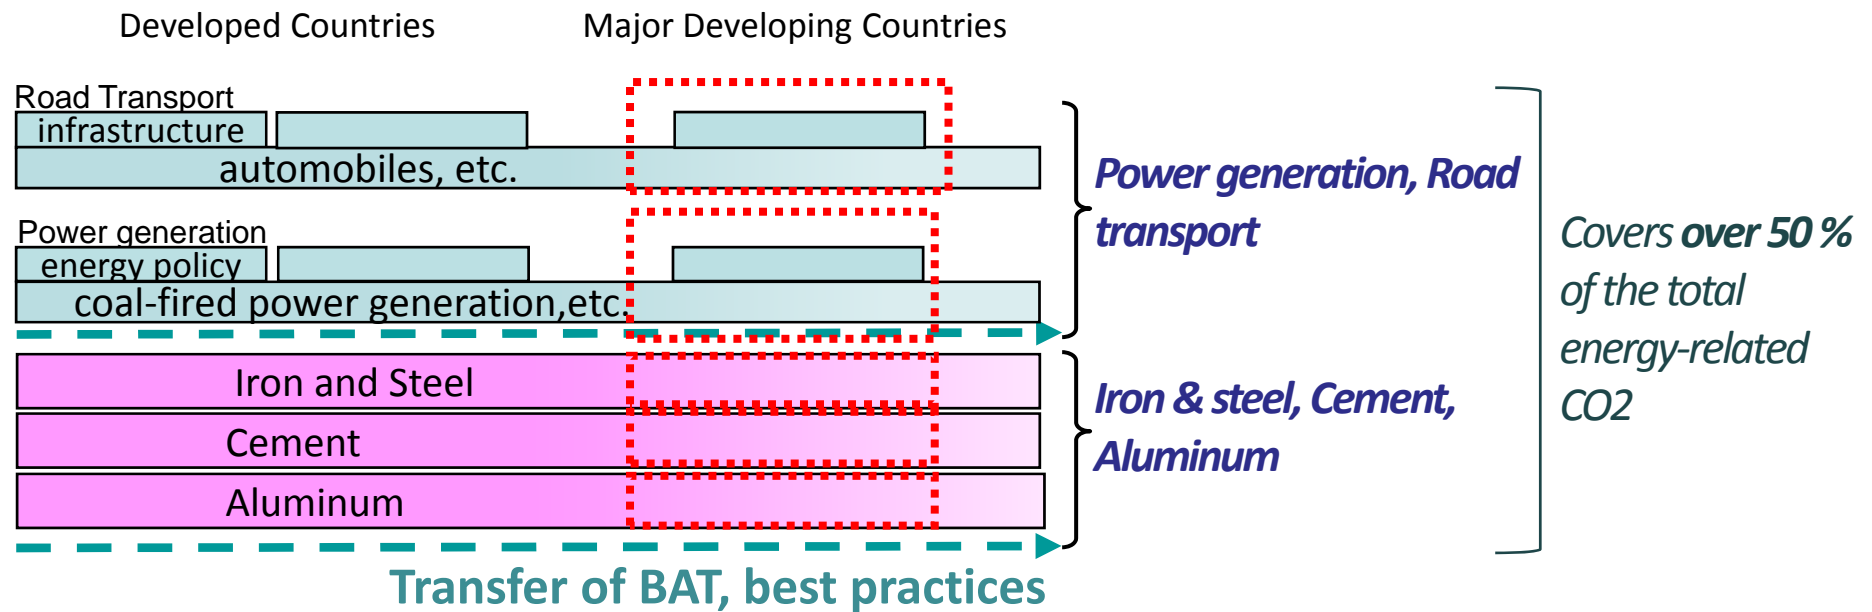 Developed Countries
Major Developing Countries
Road Transport
infrastructure
automobiles, etc.
Power generation
energy policy
coal-fired power generation,etc.
Iron and Steel
Cement
Aluminum
Transfer of BAT, best practices
Power generation, Road
transport
Iron & steel, Cement,
Aluminum
Covers over 50 %
of the total
energy-related
CO2